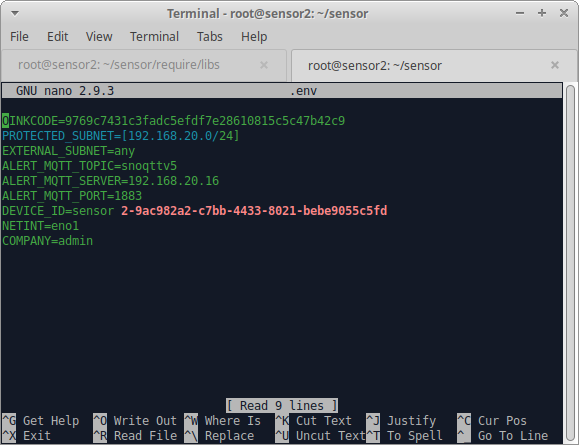 Terminal - root@sensor2: ~/sensor
File Edit View Terminal Tabs Help
root@sensor2: ~/sensor/require/libs × root@sensor2: ~/sensor ×
GNU nano 2.9.3 .env
OINKCODE=9769c7431c3fadc5efdf7e28610815c5c47b42c9
PROTECTED_SUBNET=[192.168.20.0/24]
EXTERNAL_SUBNET=any
ALERT_MQTT_TOPIC=snoqttv5
ALERT_MQTT_SERVER=192.168.20.16
ALERT_MQTT_PORT=1883
DEVICE_ID=sensor 2-9ac982a2-c7bb-4433-8021-bebe9055c5fd
NETINT=eno1
COMPANY=admin
[ Read 9 lines ]
^G Get Help ^O Write Out ^W Where Is ^K Cut Text ^J Justify ^C Cur Pos
^X Exit ^R Read File ^\ Replace ^U Uncut Text ^T To Spell ^_ Go To Line